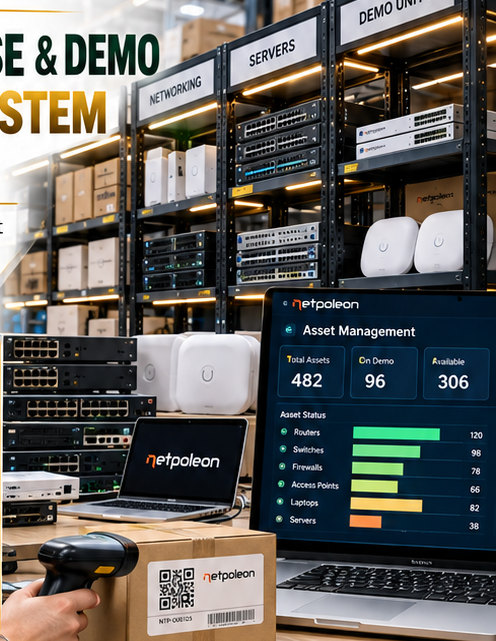 SE & DEMO
STEM
NETWORKING
SERVERS
DEMO UNIT
netpoleon
netpoleon
Asset Management
Total Assets
On Demo
Available
482
96
306
Asset Status
Routers
120
Switches
98
Firewalls
78
Access Points
66
Laptops
82
Servers
38
netpoleon
netpoleon